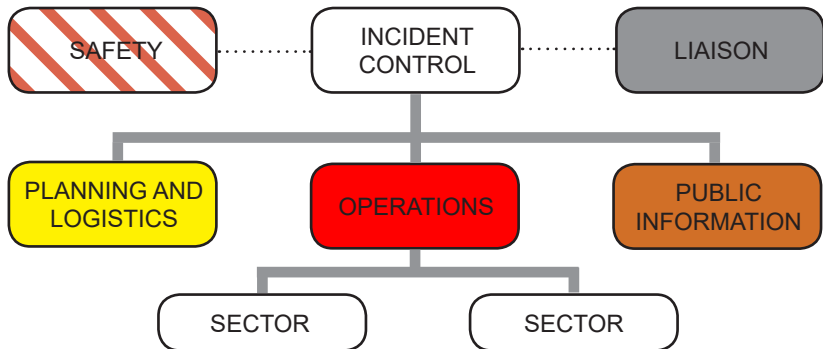 SAFETY
INCIDENT
CONTROL
LIAISON
PLANNING AND
LOGISTICS
OPERATIONS
PUBLIC
INFORMATION
SECTOR
SECTOR